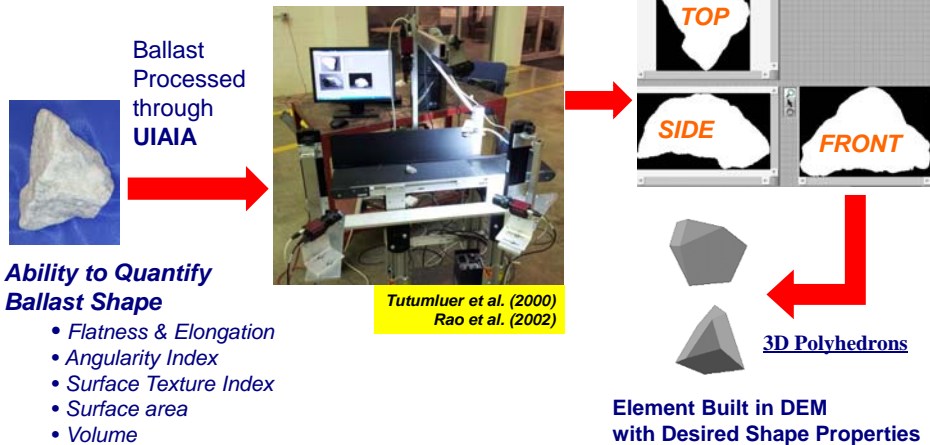 Ballast
Processed
through
UIAIA
TOP
SIDE
FRONT
Ability to Quantify
Ballast Shape
• Flatness & Elongation
• Angularity Index
• Surface Texture Index
• Surface area
• Volume
Tutumluer et al. (2000)
Rao et al. (2002)
3D Polyhedrons
Element Built in DEM
with Desired Shape Properties